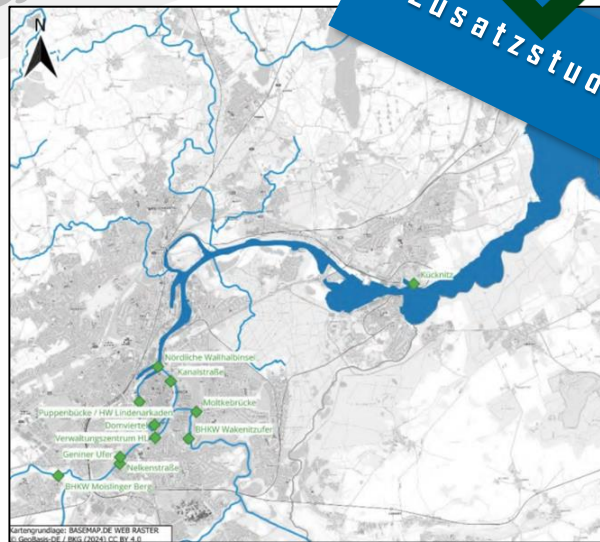 Zusatzstud
N
Kücknitz
Nördliche Wallhalbinsel
Kanalstraße
Puppenbücke / HW Lindenarkaden
Moltkebrücke
Domviertel
BHKW Wakenitzufer
Verwaltungszentrum HL
Geniner Ufer
Nelkenstraße
BHKW Moislinger Berg
Kartengrundlage: BASEMAP.DE WEB RASTER
© GeoBasis-DE / BKG (2024) CC BY 4.0